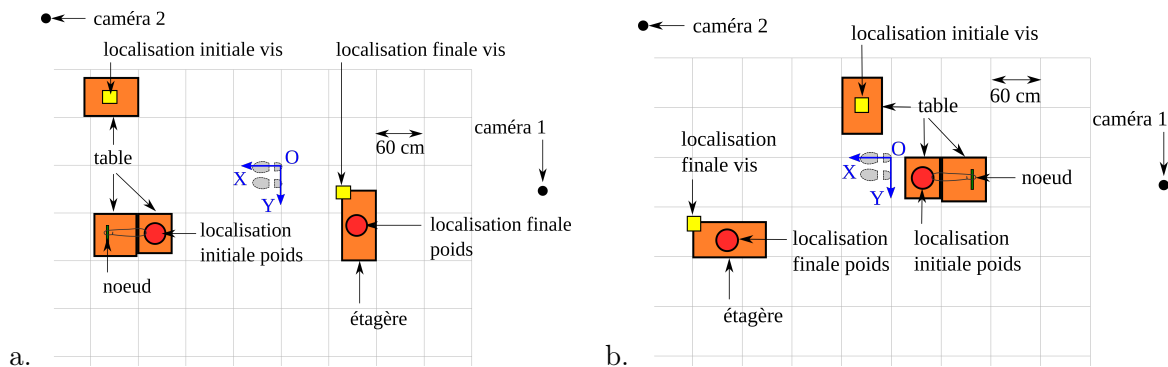 caméra 2
localisation initiale vis
localisation finale vis
caméra 1
60 cm
table
O
X
Y
localisation
initiale poids
localisation finale
poids
noeud
étagère
a.
caméra 2
localisation initiale vis
60 cm
table
caméra 1
localisation
finale vis
O
X
Y
noeud
localisation
finale poids
localisation
initiale poids
étagère
b.